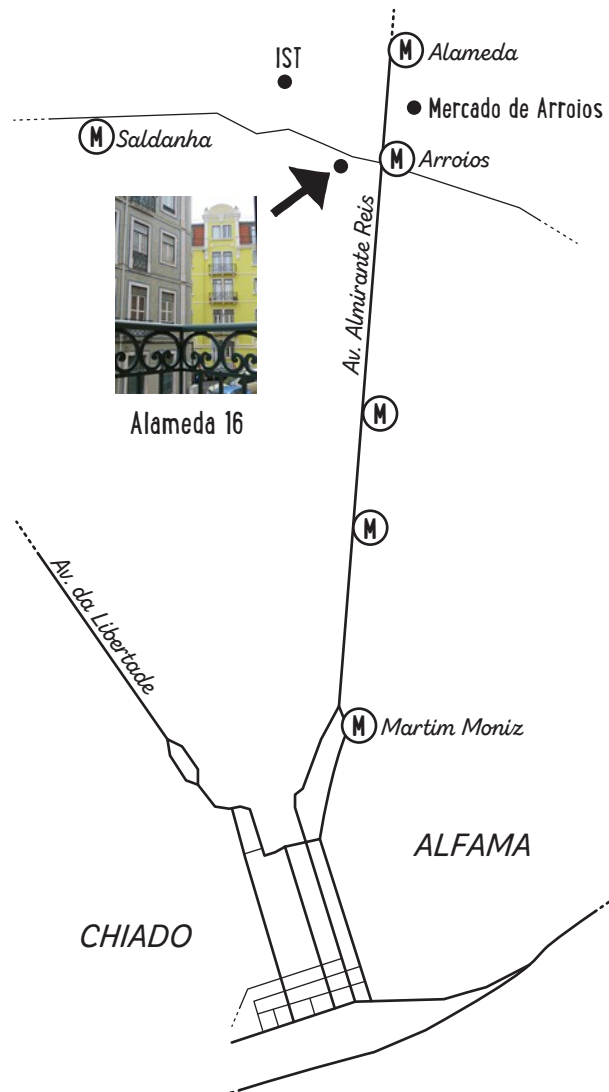 M Alameda
IST
Mercado de Arroios
M Saldanha
M Arroios
Av. Almirante Reis
Alameda 16
M
M
Av. da Libertade
M Martim Moniz
ALFAMA
CHIADO